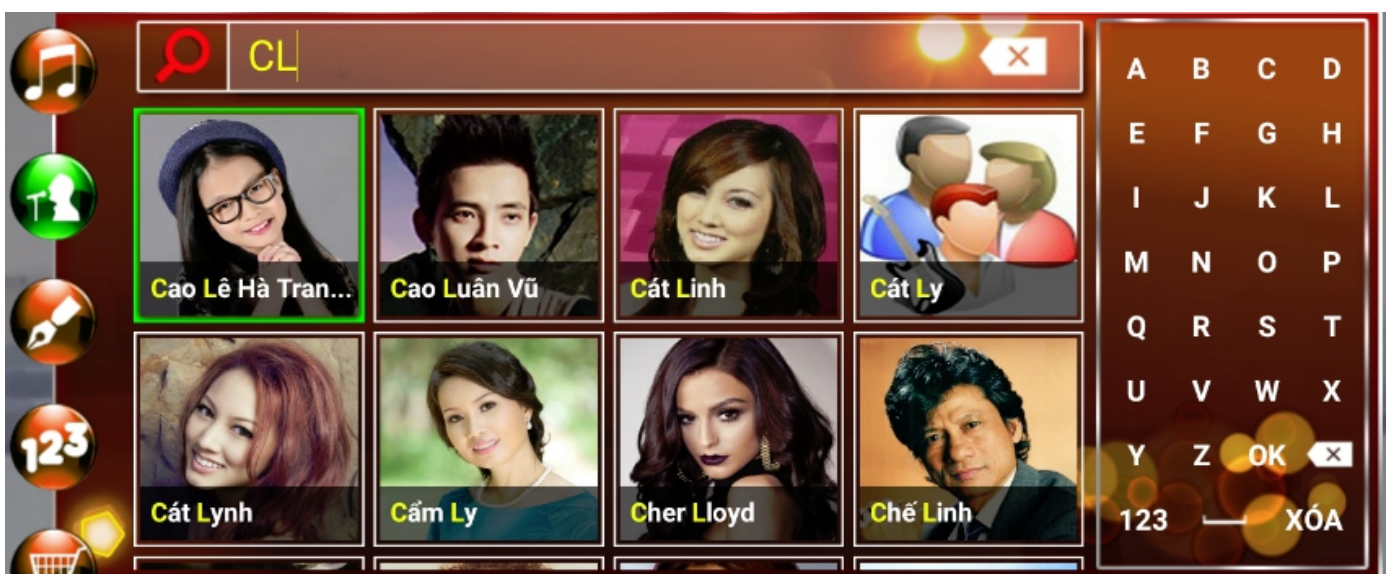 CL
A B C D
E F G H
I J K L
M N O P
Q R S T
U V W X
Y Z OK
123 XÓA
Cao Lê Hà Tran...
Cao Luân Vũ
Cát Linh
Cát Ly
Cát Lynh
Cẩm Ly
Cher Lloyd
Chế Linh
123